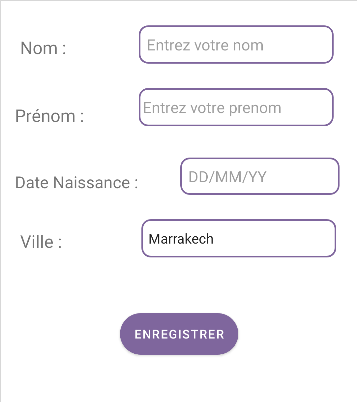 Nom : Entrez votre nom
Prénom : Entrez votre prenom
Date Naissance : DD/MM/YY
Ville : Marrakech
ENREGISTRER